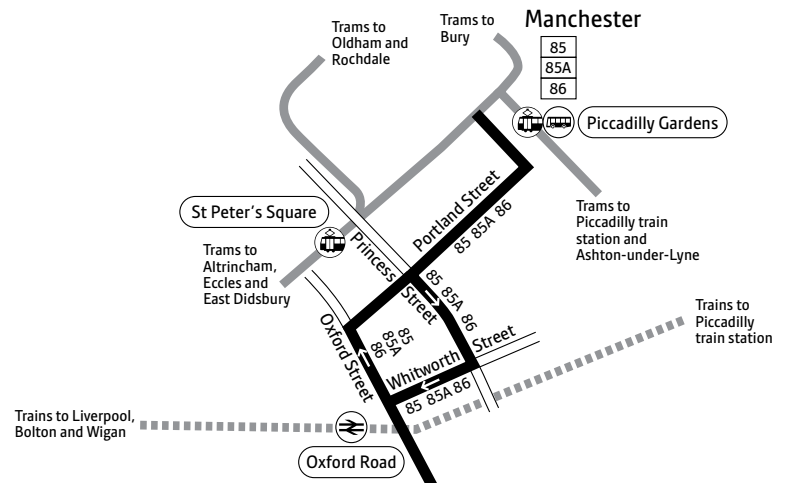 Trams to
Oldham and
Rochdale
Trams to
Bury
Manchester
85
85A
86
Piccadilly Gardens
St Peter's Square
Portland Street
85 85A 86
Trams to
Piccadilly train
station and
Ashton-under-Lyne
Trams to
Altrincham,
Eccles and
East Didsbury
Princess Street
85 85A 86
Oxford Street
85
85A
86
Whitworth Street
85 85A 86
Trains to
Piccadilly
train station
Trains to Liverpool,
Bolton and Wigan
Oxford Road